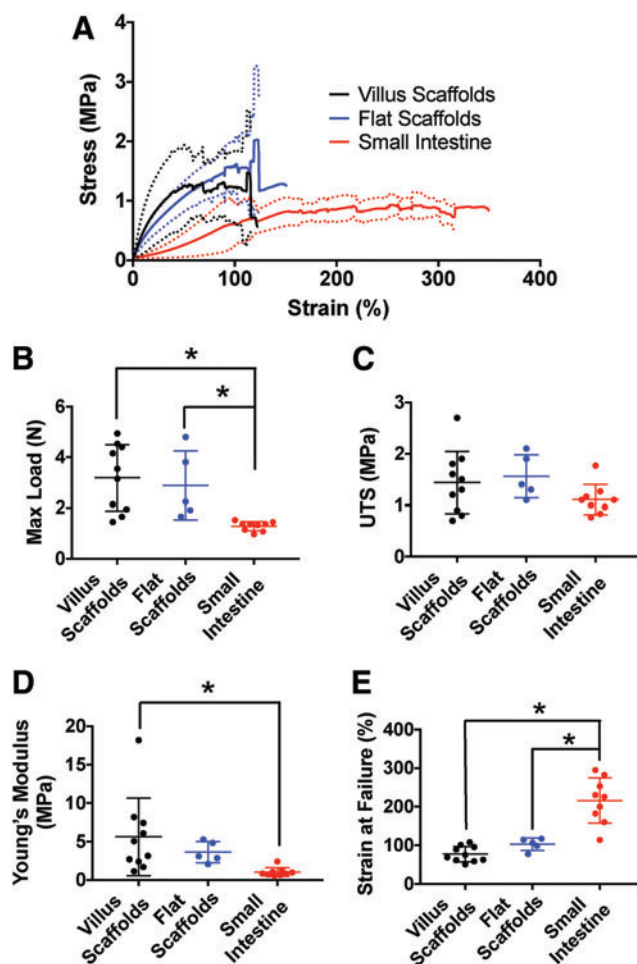 A
Stress (MPa)
4
3
2
1
0
Villus Scaffolds
Flat Scaffolds
Small Intestine
0 100 200 300 400
Strain (%)
B
Max Load (N)
6
4
2
0
* 
*
Villus
Scaffolds
Flat
Scaffolds
Small
Intestine
C
UTS (MPa)
3
2
1
0
Villus
Scaffolds
Flat
Scaffolds
Small
Intestine
D
Young's Modulus
(MPa)
20
15
10
5
0
*
Villus
Scaffolds
Flat
Scaffolds
Small
Intestine
E
Strain at Failure (%)
400
300
200
100
0
*
*
Villus
Scaffolds
Flat
Scaffolds
Small
Intestine